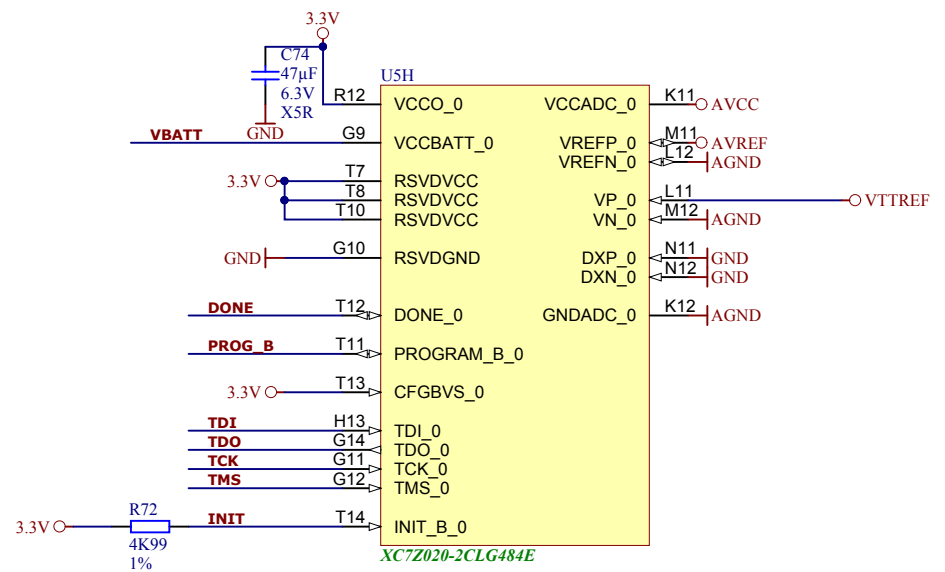 3.3V
C74
47µF
6.3V
X5R
GND
U5H
R12 VCCO_0 VCCADC_0 K11 AVCC
VBATT G9 VCCBATT_0 VREFP_0 M11 AVREF
VREFN_0 L12 AGND
3.3V T7 RSVDVCC
T8 RSVDVCC VP_0 L11 VTTREF
T10 RSVDVCC VN_0 M12 AGND
GND G10 RSVDGND DXP_0 N11 GND
DXN_0 N12 GND
DONE T12 DONE_0 GNDADC_0 K12 AGND
PROG_B T11 PROGRAM_B_0
3.3V T13 CFGBVS_0
TDI H13 TDI_0
TDO G14 TDO_0
TCK G11 TCK_0
TMS G12 TMS_0
R72
3.3V INIT T14 INIT_B_0
4K99
1%
XC7Z020-2CLG484E